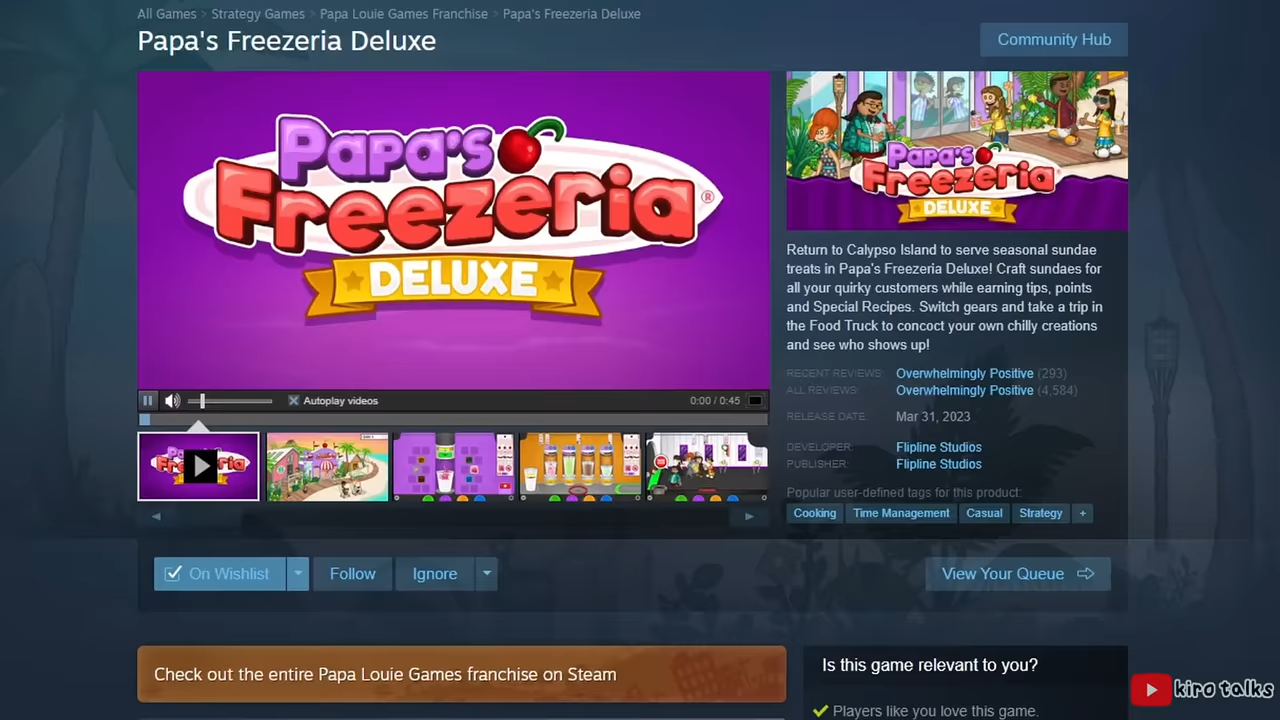 All Games > Strategy Games > Papa Louie Games Franchise > Papa's Freezeria Deluxe
Papa's Freezeria Deluxe
Community Hub
Papa's
Freezeria®
DELUXE
Papa's
Freezeria
DELUXE
Return to Calypso Island to serve seasonal sundae
treats in Papa's Freezeria Deluxe! Craft sundaes for
all your quirky customers while earning tips, points
and Special Recipes. Switch gears and take a trip in
the Food Truck to concoct your own chilly creations
and see who shows up!
RECENT REVIEWS: Overwhelmingly Positive (293)
ALL REVIEWS: Overwhelmingly Positive (4,584)
RELEASE DATE: Mar 31, 2023
DEVELOPER: Flipline Studios
PUBLISHER: Flipline Studios
Popular user-defined tags for this product:
Cooking Time Management Casual Strategy +
Autoplay videos 0:00 / 0:45
On Wishlist Follow Ignore View Your Queue
Check out the entire Papa Louie Games franchise on Steam
Is this game relevant to you?
Players like you love this game.
kiro talks